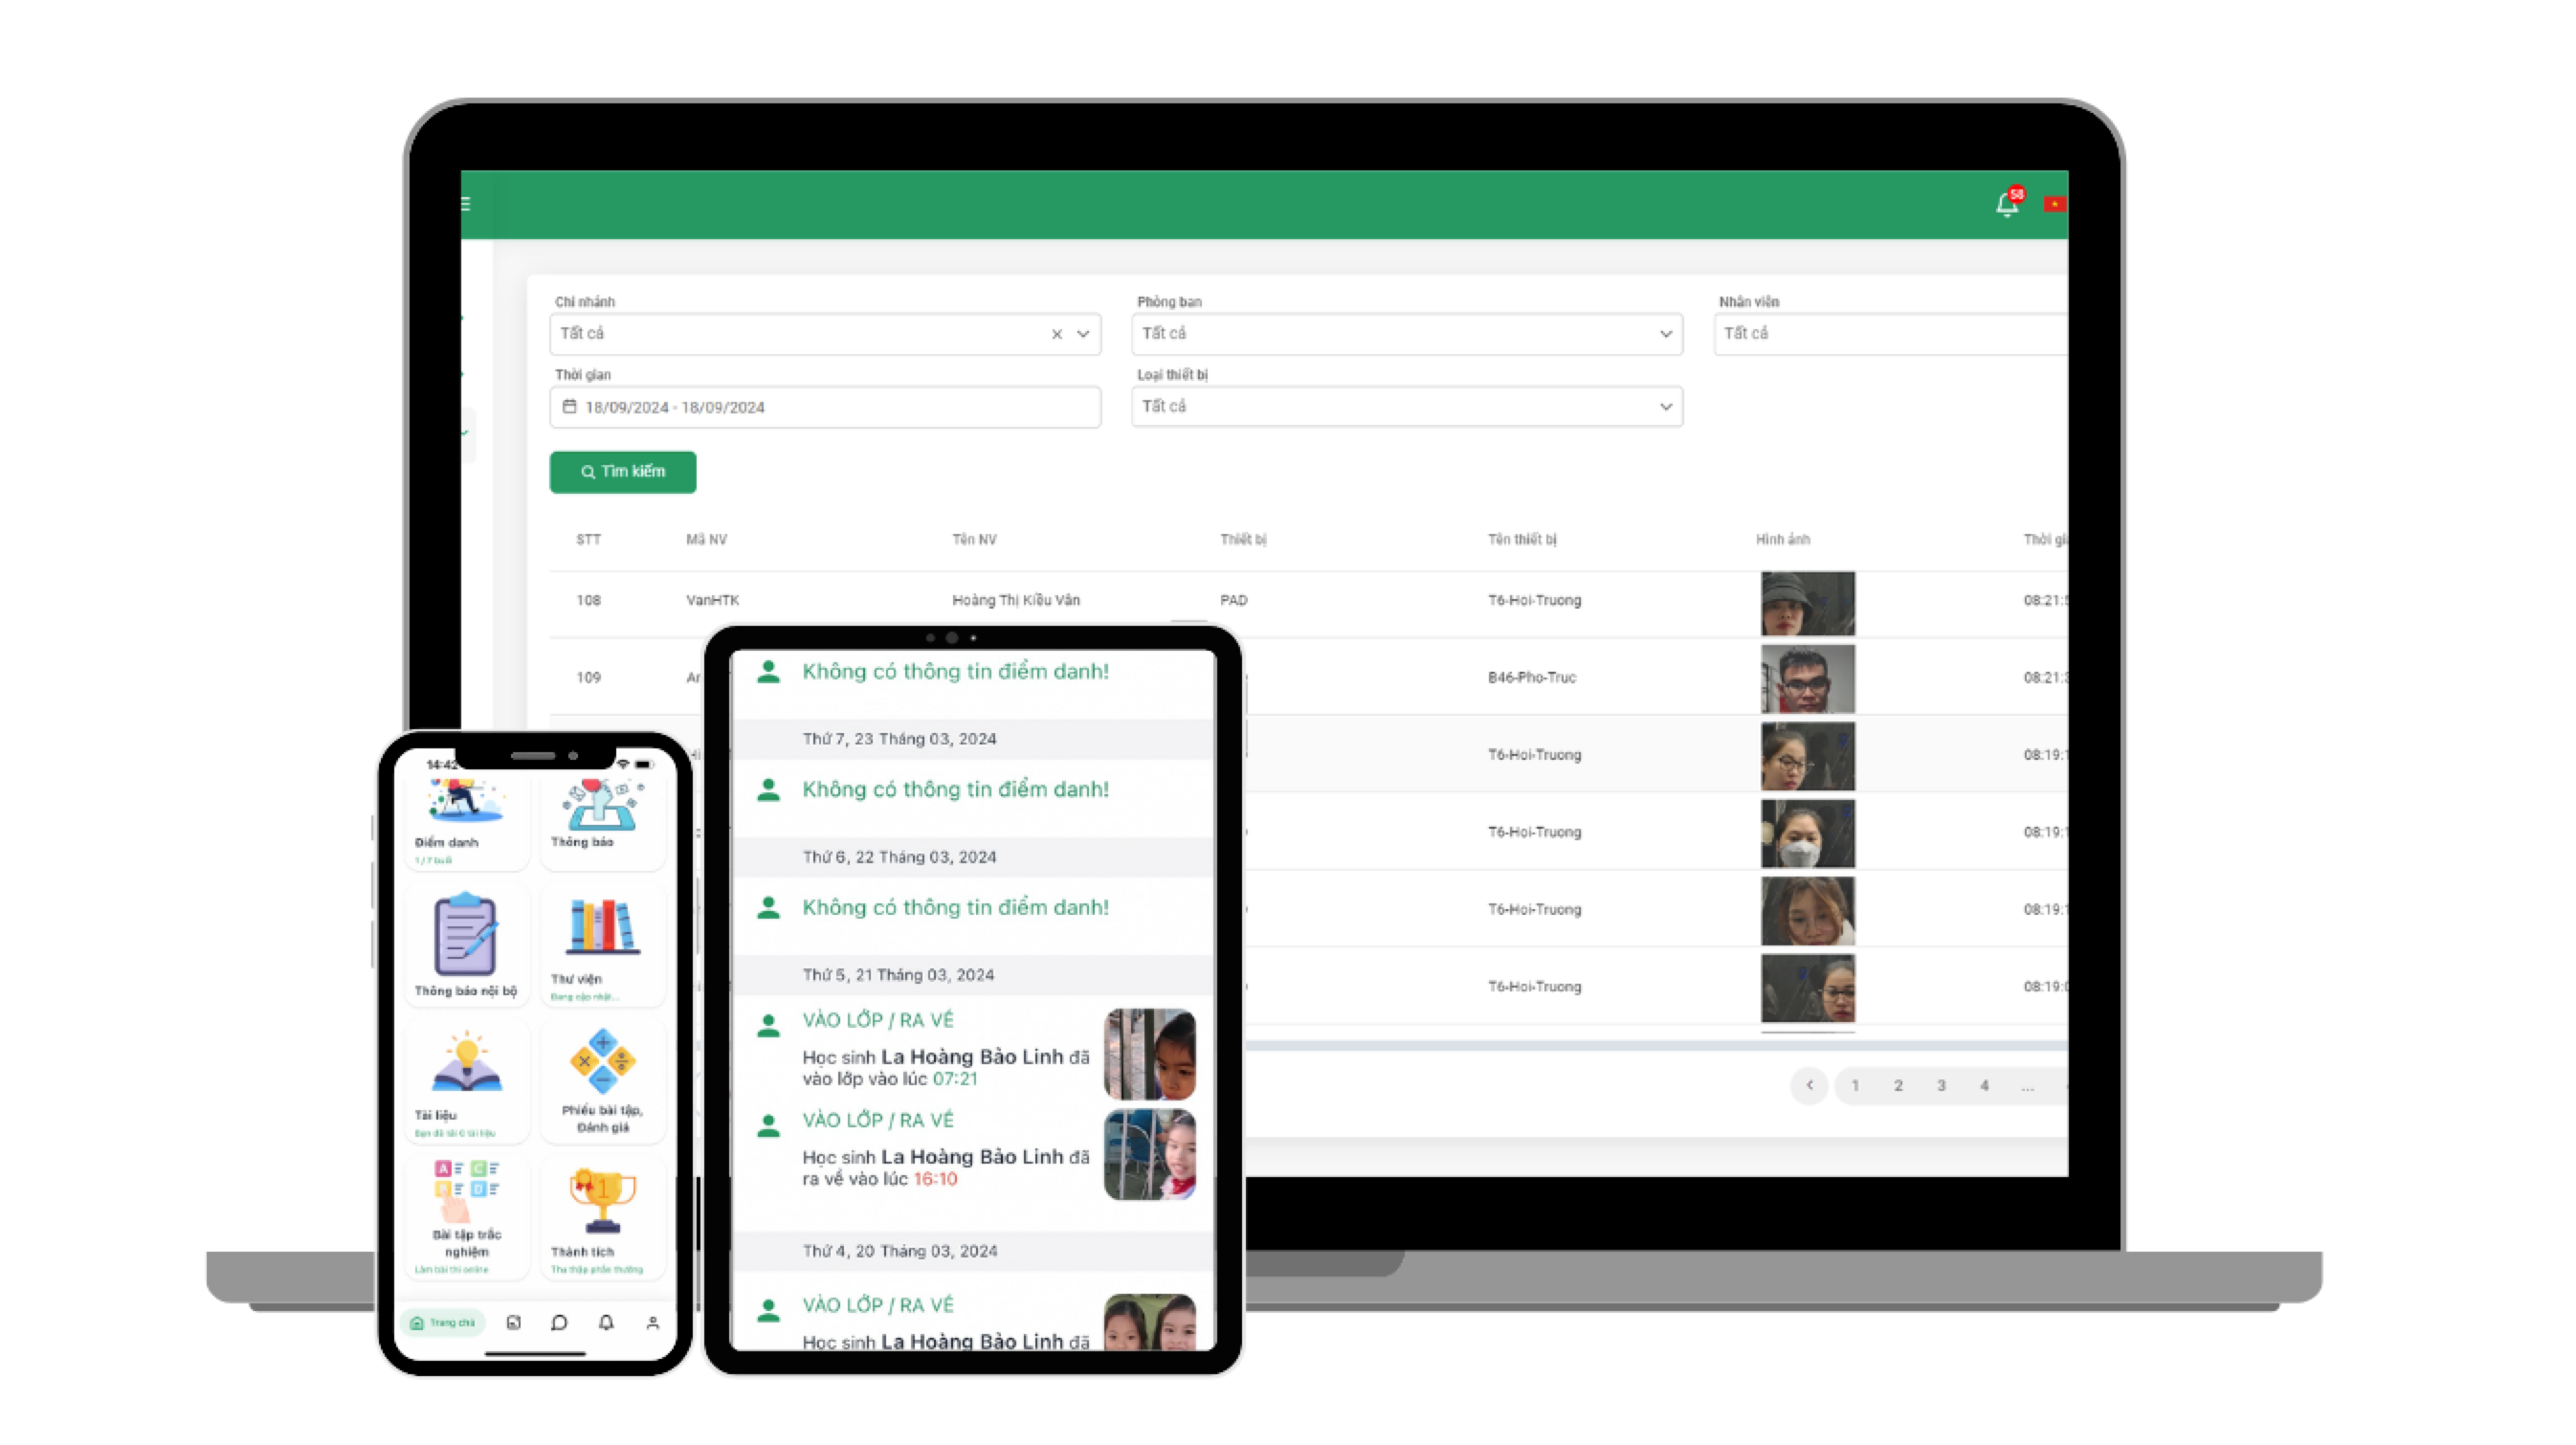 58
Chi nhánh
Phòng ban
Nhân viên
Tất cả
Tất cả
Tất cả
Thời gian
Loại thiết bị
18/09/2024 - 18/09/2024
Tất cả
Tìm kiếm
STT Mã NV Tên NV Thiết bị Tên thiết bị Hình ảnh Thời
108 VanHTK Hoàng Thị Kiều Vân PAD T6-Hoi-Truong 08:21
109 B46-Pho-Truc 08:21
T6-Hoi-Truong 08:19
T6-Hoi-Truong 08:19
T6-Hoi-Truong 08:19
T6-Hoi-Truong 08:19
1 2 3 4 ...
Không có thông tin điểm danh!
Thứ 7, 23 Tháng 03, 2024
Không có thông tin điểm danh!
Thứ 6, 22 Tháng 03, 2024
Không có thông tin điểm danh!
Thứ 5, 21 Tháng 03, 2024
VÀO LỚP / RA VỀ
Học sinh La Hoàng Bảo Linh đã
vào lớp vào lúc 07:21
VÀO LỚP / RA VỀ
Học sinh La Hoàng Bảo Linh đã
ra về vào lúc 16:10
Thứ 4, 20 Tháng 03, 2024
VÀO LỚP / RA VỀ
Học sinh La Hoàng Bảo Linh đã
14:42
Điểm danh
1/7 buổi
Thông báo
Thông báo nội bộ
Thư viện
Đang cập nhật...
Tài liệu
Bạn đã tải 0 tài liệu
Phiếu bài tập,
Đánh giá
A C
D
Bài tập trắc
nghiệm
Làm bài thi online
1
Thành tích
Thu thập phần thưởng
Trang chủ